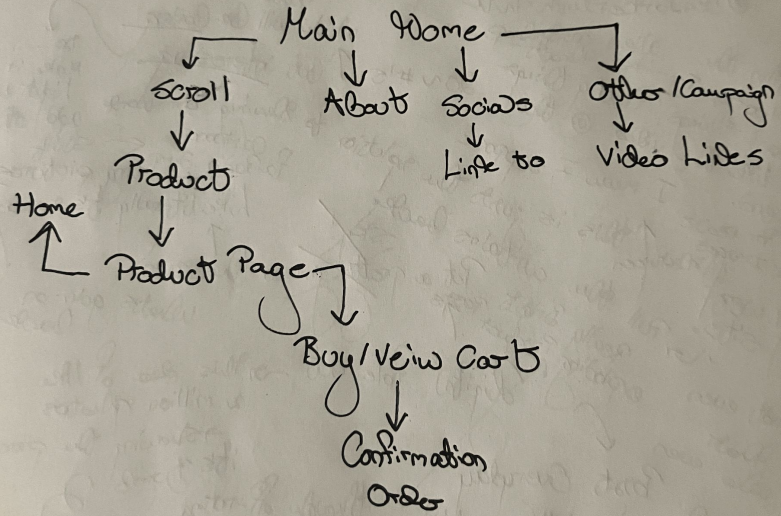 Main Home
Scroll
About
Socials
Other/Campaign
Product
Link to
Video Links
Home
Product Page
Buy/Veiw Cart
Confirmation
Order